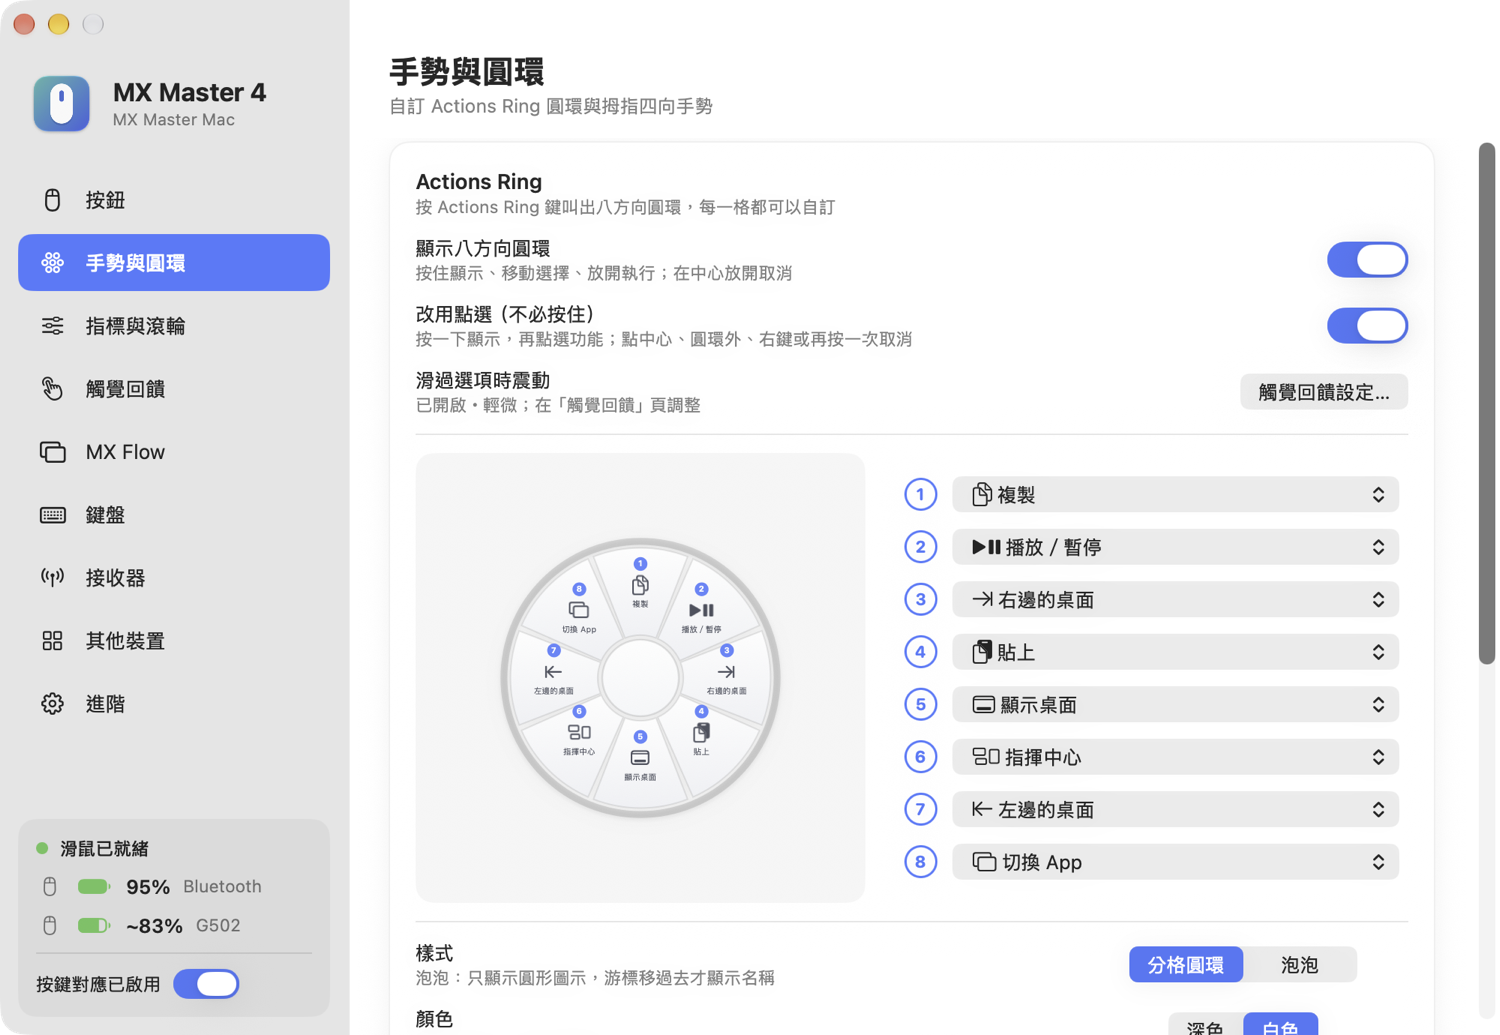 MX Master 4
MX Master Mac
按鈕
手勢與圓環
指標與滾輪
觸覺回饋
MX Flow
鍵盤
接收器
其他裝置
進階
滑鼠已就緒
95% Bluetooth
~83% G502
按鍵對應已啟用
手勢與圓環
自訂 Actions Ring 圓環與拇指四向手勢
Actions Ring
按 Actions Ring 鍵叫出八方向圓環，每一格都可以自訂
顯示八方向圓環
按住顯示、移動選擇、放開執行；在中心放開取消
改用點選（不必按住）
按一下顯示，再點選功能；點中心、圓環外、右鍵或再按一次取消
滑過選項時震動
已開啟・輕微；在「觸覺回饋」頁調整
觸覺回饋設定...
1
複製
2
播放 / 暫停
3
右邊的桌面
4
貼上
5
顯示桌面
6
指揮中心
7
左邊的桌面
8
切換 App
1 複製
2 播放 / 暫停
3 右邊的桌面
4 貼上
5 顯示桌面
6 指揮中心
7 左邊的桌面
8 切換 App
樣式
泡泡：只顯示圓形圖示，游標移過去才顯示名稱
分格圓環 泡泡
顏色
深色 白色